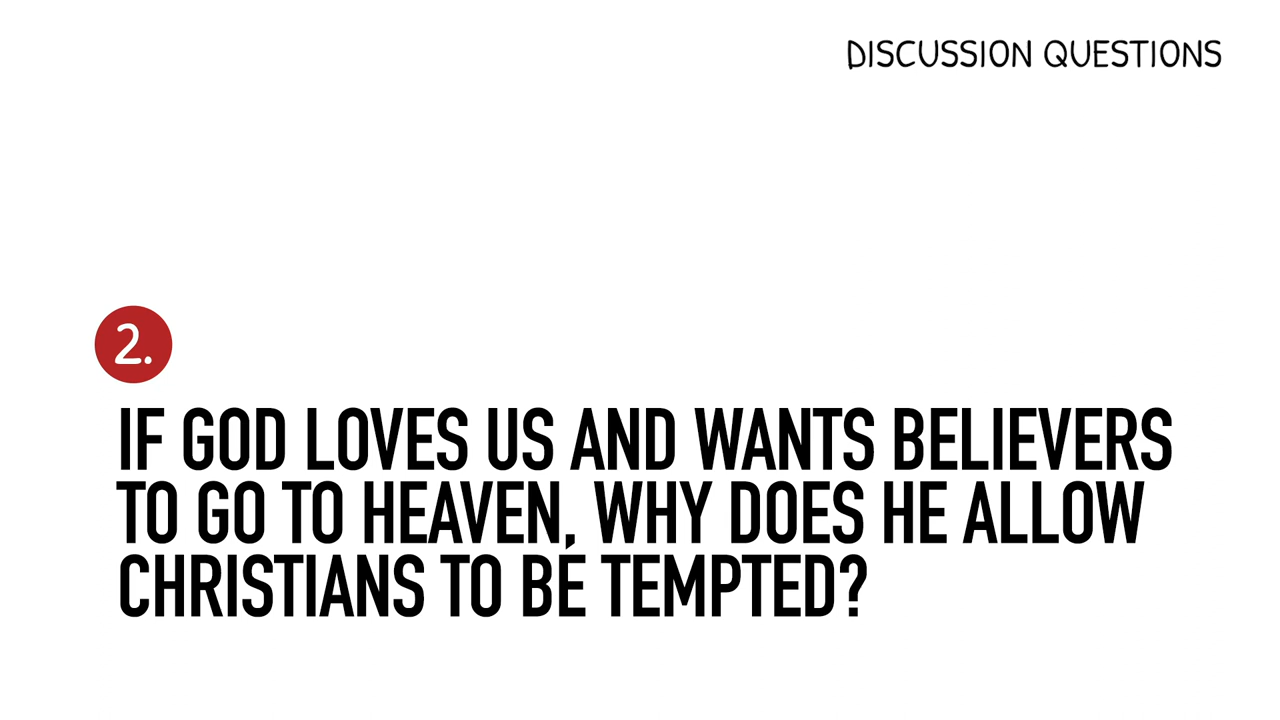 DISCUSSION QUESTIONS
2.
IF GOD LOVES US AND WANTS BELIEVERS
TO GO TO HEAVEN, WHY DOES HE ALLOW
CHRISTIANS TO BE TEMPTED?